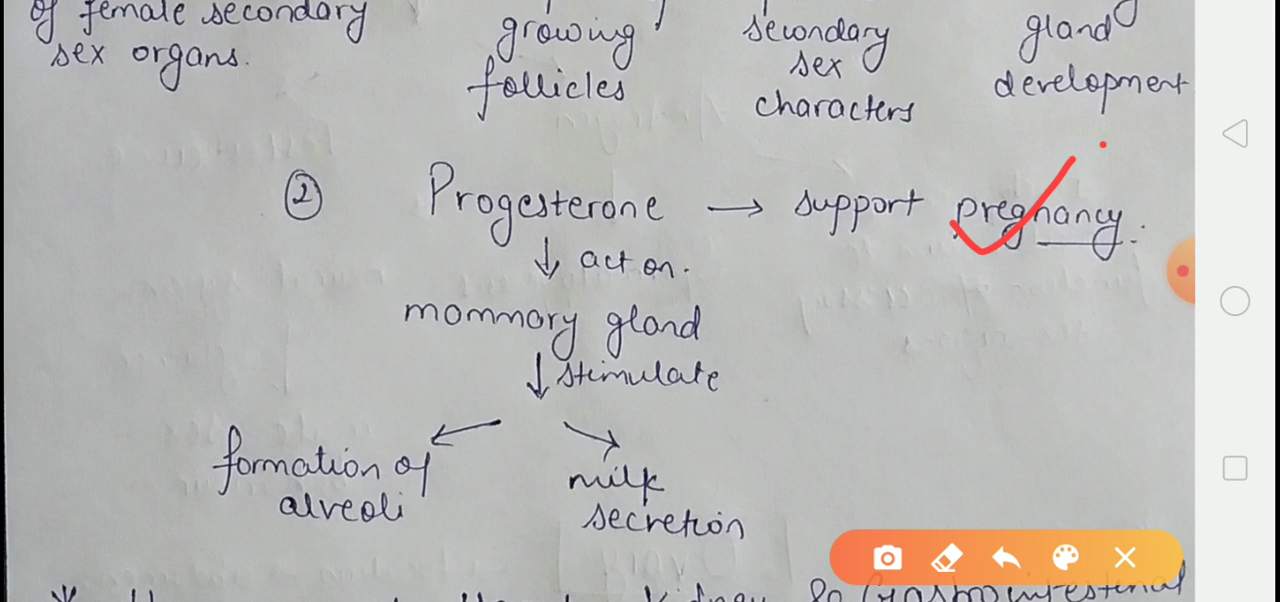 of female secondary
sex organs.
growing
follicles
secondary
sex
characters
gland
development
② Progesterone → support pregnancy.
↓ act on.
mommory gland
↓ stimulate
formation of
alveoli
milk
secretion